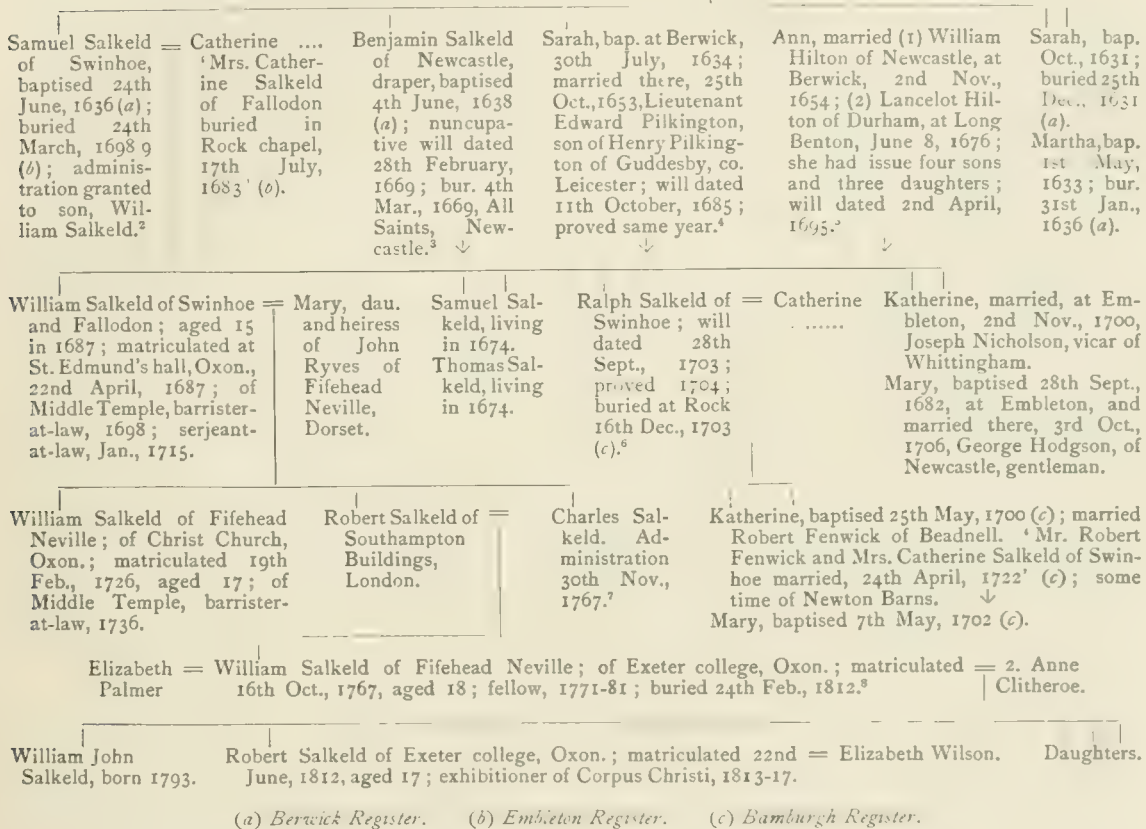 Samuel Salkeld
of Swinhoe,
baptised 24th
June, 1636 (a) ;
buried 24th
March, 1698 9
(b) ; adminis-
tration granted
to son, Wil-
liam Salkeld.²
= Catherine ....
‘Mrs. Cather-
ine Salkeld
of Fallodon
buried in
Rock chapel,
17th July,
1683’ (b).
Benjamin Salkeld
of Newcastle,
draper, baptised
4th June, 1638
(a) ; nuncupa-
tive will dated
28th February,
1669 ; bur. 4th
Mar., 1669, All
Saints, New-
castle.³ ↓
Sarah, bap. at Berwick,
30th July, 1634 ;
married there, 25th
Oct., 1653, Lieutenant
Edward Pilkington,
son of Henry Pilking-
ton of Guddesby, co.
Leicester ; will dated
11th October, 1685 ;
proved same year.⁴
↓
Ann, married (1) William
Hilton of Newcastle, at
Berwick, 2nd Nov.,
1654 ; (2) Lancelot Hil-
ton of Durham, at Long
Benton, June 8, 1676 ;
she had issue four sons
and three daughters ;
will dated 2nd April,
1695.⁵
↓
Sarah, bap.
Oct., 1631 ;
buried 25th
Dec., 1631
(a).
Martha, bap.
1st May,
1633 ; bur.
31st Jan.,
1636 (a).
William Salkeld of Swinhoe =
and Fallodon ; aged 15
in 1687 ; matriculated at
St. Edmund's hall, Oxon.,
22nd April, 1687 ; of
Middle Temple, barrister-
at-law, 1698 ; serjeant-
at-law, Jan., 1715.
Mary, dau.
and heiress
of John
Ryves of
Fifehead
Neville,
Dorset.
Samuel Sal-
keld, living
in 1674.
Thomas Sal-
keld, living
in 1674.
Ralph Salkeld of
Swinhoe ; will
dated 28th
Sept., 1703 ;
proved 1704 ;
buried at Rock
16th Dec., 1703
(c).⁶
= Catherine
......
Katherine, married, at Em-
bleton, 2nd Nov., 1700,
Joseph Nicholson, vicar of
Whittingham.
Mary, baptised 28th Sept.,
1682, at Embleton, and
married there, 3rd Oct.,
1706, George Hodgson, of
Newcastle, gentleman.
William Salkeld of Fifehead
Neville ; of Christ Church,
Oxon. ; matriculated 19th
Feb., 1726, aged 17 ; of
Middle Temple, barrister-
at-law, 1736.
Robert Salkeld of =
Southampton
Buildings,
London.
Charles Sal-
keld. Ad-
ministration
30th Nov.,
1767.⁷
Katherine, baptised 25th May, 1700 (c) ; married
Robert Fenwick of Beadnell. ‘Mr. Robert
Fenwick and Mrs. Catherine Salkeld of Swin-
hoe married, 24th April, 1722’ (c) ; some
time of Newton Barns. ↓
Mary, baptised 7th May, 1702 (c).
Elizabeth
Palmer
= William Salkeld of Fifehead Neville ; of Exeter college, Oxon. ; matriculated
16th Oct., 1767, aged 18 ; fellow, 1771-81 ; buried 24th Feb., 1812.⁸
= 2. Anne
Clitheroe.
William John
Salkeld, born 1793.
Robert Salkeld of Exeter college, Oxon. ; matriculated 22nd
June, 1812, aged 17 ; exhibitioner of Corpus Christi, 1813-17.
= Elizabeth Wilson.
Daughters.
(a) Berwick Register. (b) Embleton Register. (c) Bamburgh Register.